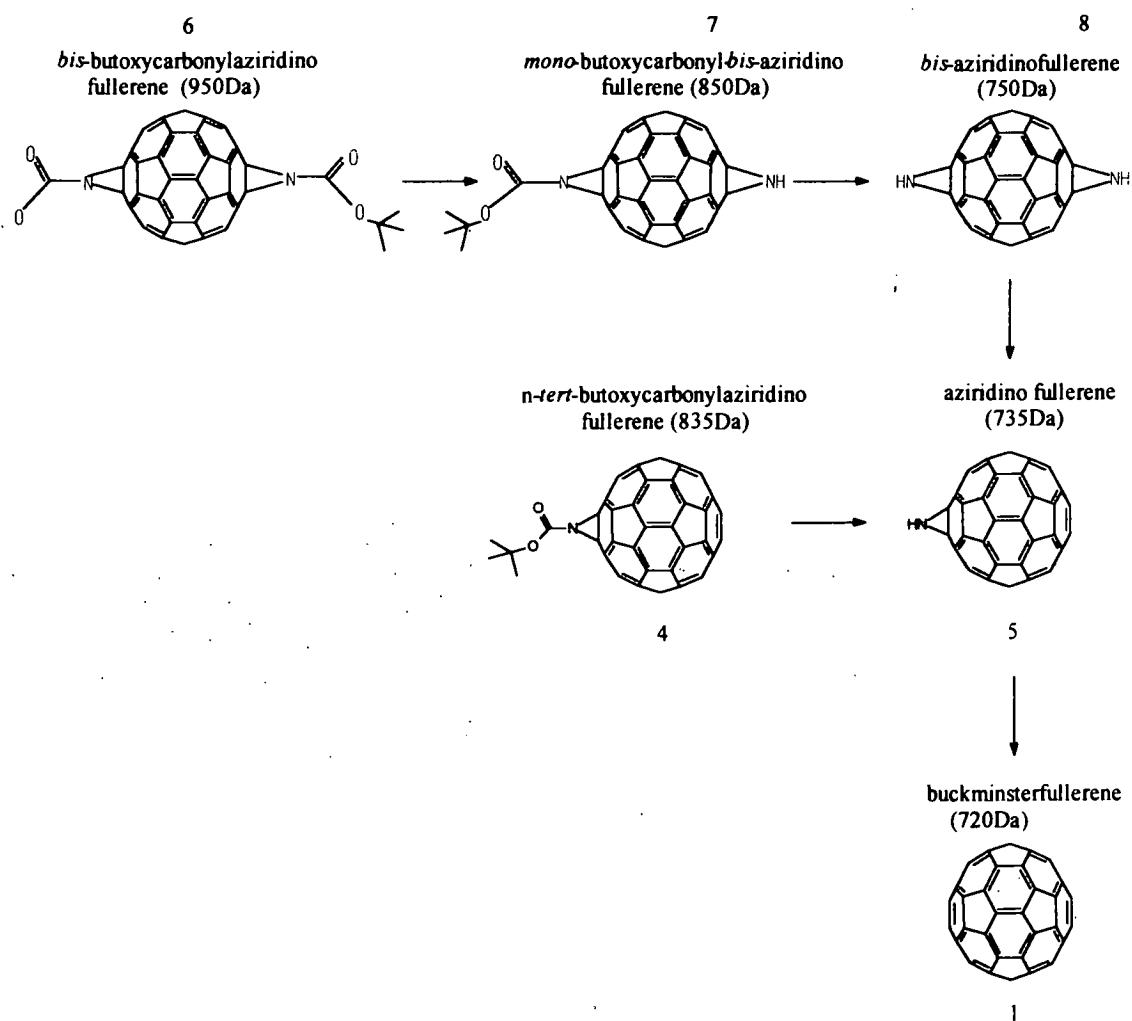 6
bis-butoxycarbonylaziridino
fullerene (950Da)
7
mono-butoxycarbonyl-bis-aziridino
fullerene (850Da)
8
bis-aziridinofullerene
(750Da)
O
N
O
N
O
O
O
N
O
NH
HN
NH
n-tert-butoxycarbonylaziridino
fullerene (835Da)
O
N
O
4
aziridino fullerene
(735Da)
HN
5
buckminsterfullerene
(720Da)
1